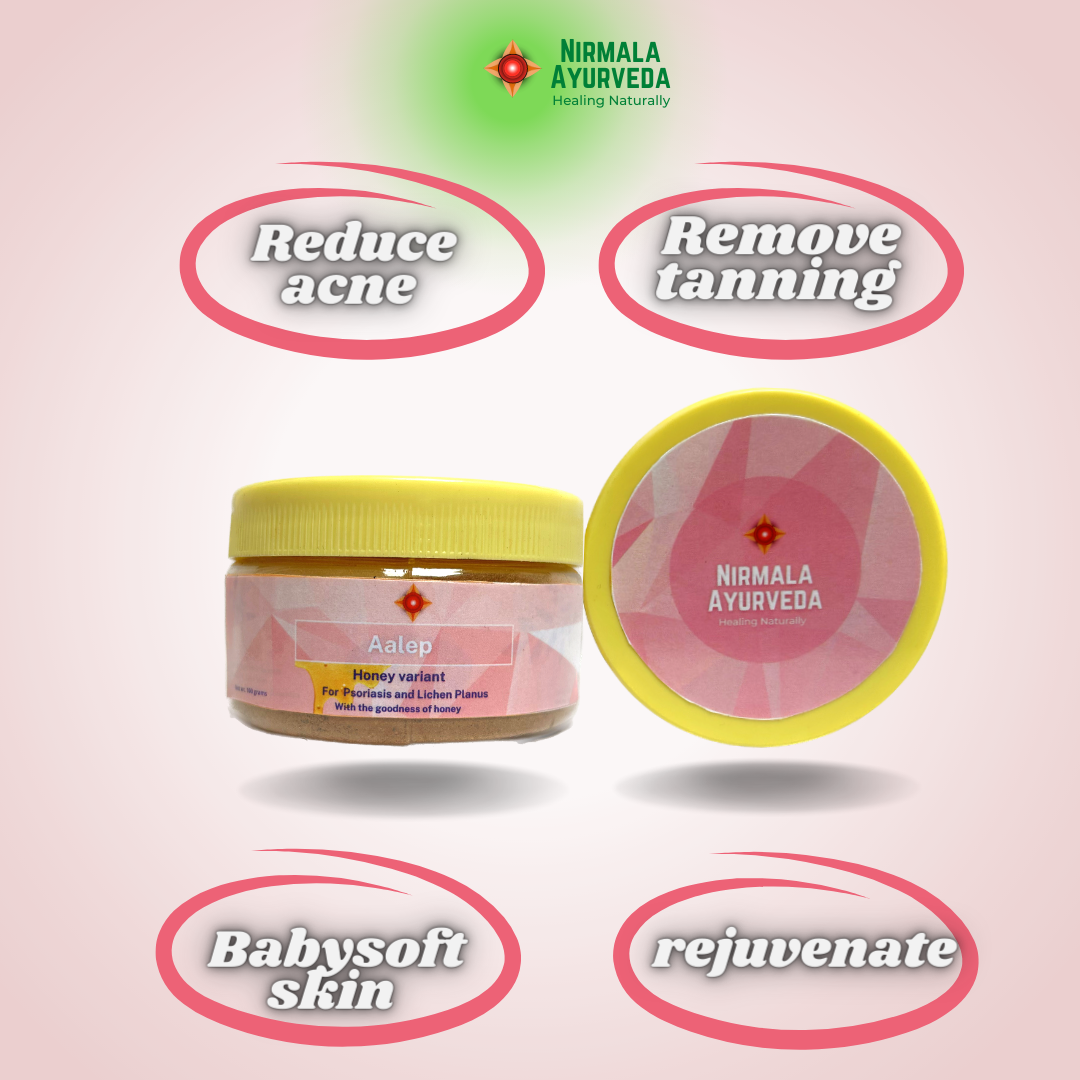 NIRMALA
AYURVEDA
Healing Naturally
Reduce
acne
Remove
tanning
NIRMALA
AYURVEDA
Healing Naturally
Aalep
Honey variant
For Psoriasis and Lichen Planus
With the goodness of honey
Babysoft
skin
rejuvenate